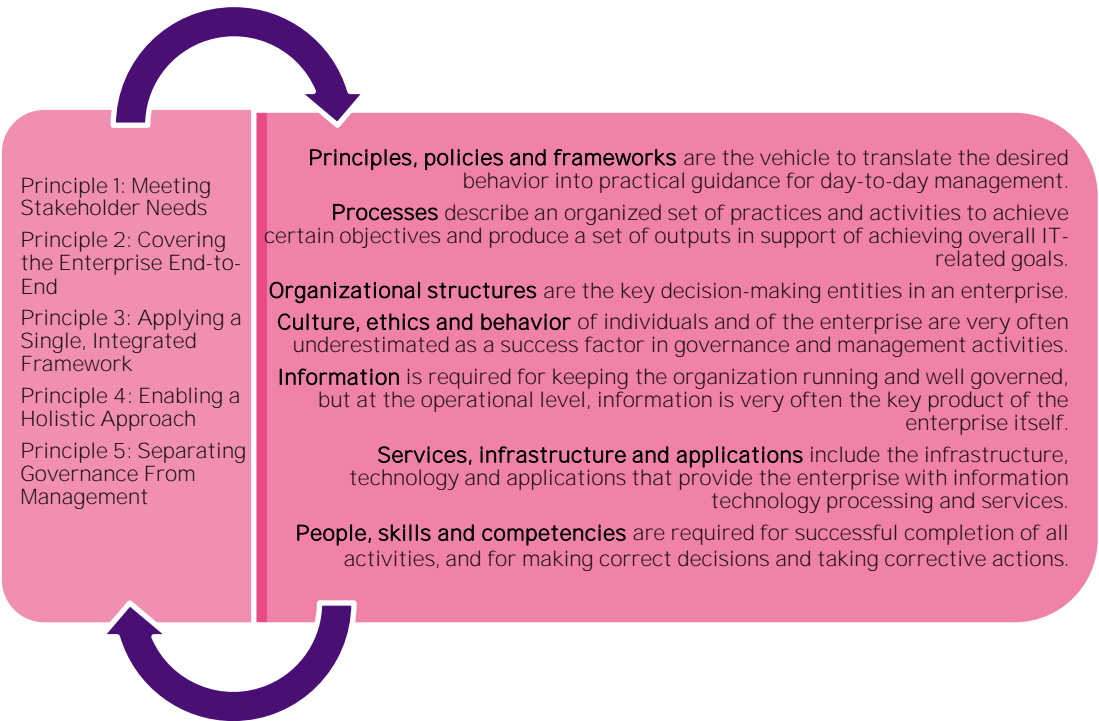 Principle 1: Meeting
Stakeholder Needs
Principle 2: Covering
the Enterprise End-to-
End
Principle 3: Applying a
Single, Integrated
Framework
Principle 4: Enabling a
Holistic Approach
Principle 5: Separating
Governance From
Management
Principles, policies and frameworks are the vehicle to translate the desired
behavior into practical guidance for day-to-day management.
Processes describe an organized set of practices and activities to achieve
certain objectives and produce a set of outputs in support of achieving overall IT-
related goals.
Organizational structures are the key decision-making entities in an enterprise.
Culture, ethics and behavior of individuals and of the enterprise are very often
underestimated as a success factor in governance and management activities.
Information is required for keeping the organization running and well governed,
but at the operational level, information is very often the key product of the
enterprise itself.
Services, infrastructure and applications include the infrastructure,
technology and applications that provide the enterprise with information
technology processing and services.
People, skills and competencies are required for successful completion of all
activities, and for making correct decisions and taking corrective actions.